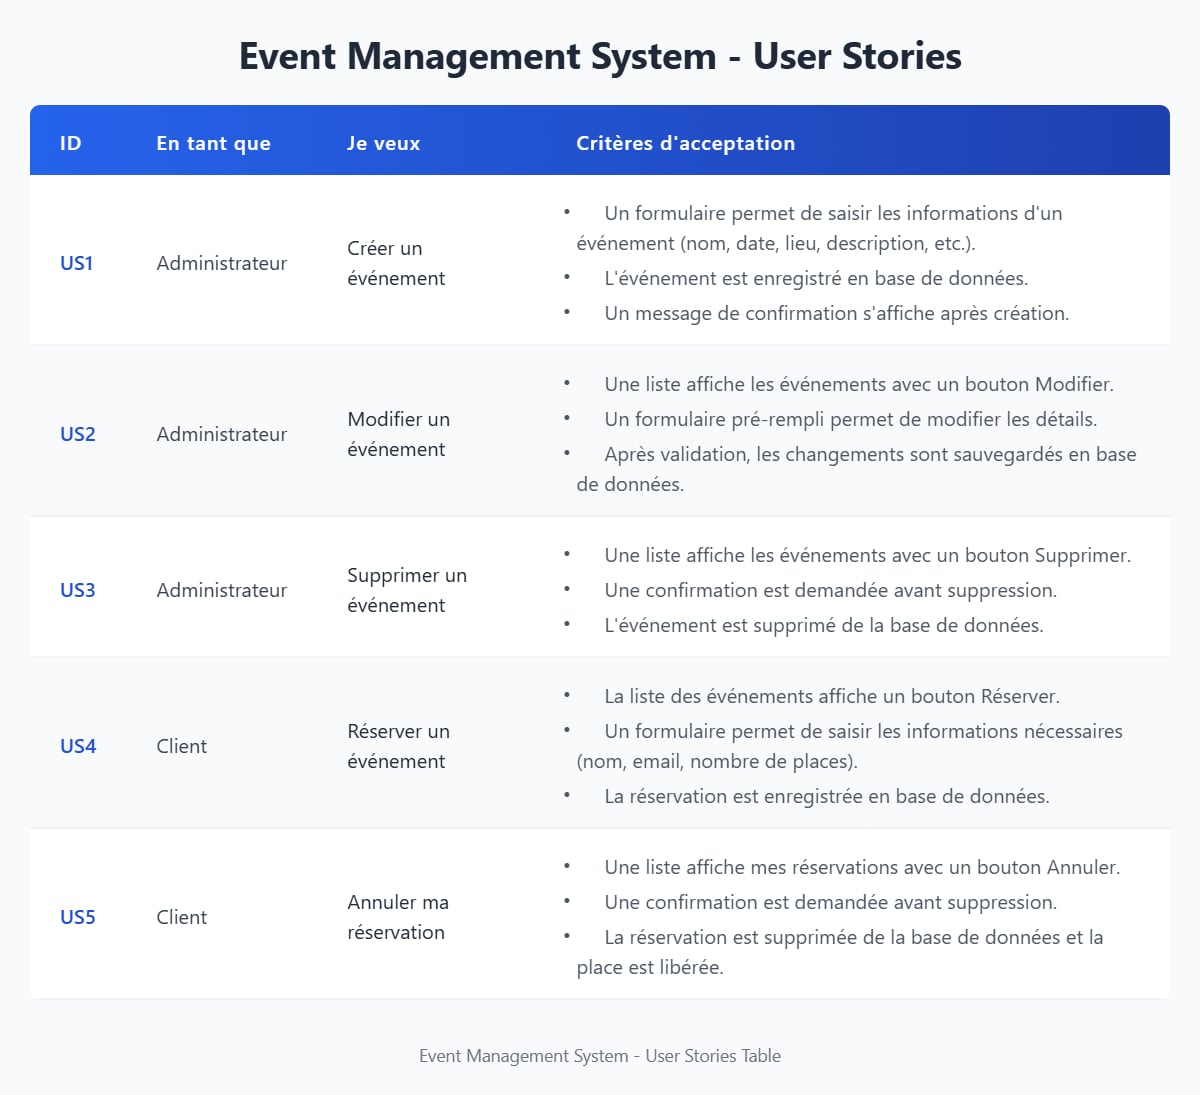 Event Management System - User Stories
ID En tant que Je veux Critères d'acceptation
US1 Administrateur Créer un événement
• Un formulaire permet de saisir les informations d'un
événement (nom, date, lieu, description, etc.).
• L'événement est enregistré en base de données.
• Un message de confirmation s'affiche après création.
US2 Administrateur Modifier un événement
• Une liste affiche les événements avec un bouton Modifier.
• Un formulaire pré-rempli permet de modifier les détails.
• Après validation, les changements sont sauvegardés en base
de données.
US3 Administrateur Supprimer un événement
• Une liste affiche les événements avec un bouton Supprimer.
• Une confirmation est demandée avant suppression.
• L'événement est supprimé de la base de données.
US4 Client Réserver un événement
• La liste des événements affiche un bouton Réserver.
• Un formulaire permet de saisir les informations nécessaires
(nom, email, nombre de places).
• La réservation est enregistrée en base de données.
US5 Client Annuler ma réservation
• Une liste affiche mes réservations avec un bouton Annuler.
• Une confirmation est demandée avant suppression.
• La réservation est supprimée de la base de données et la
place est libérée.
Event Management System - User Stories Table